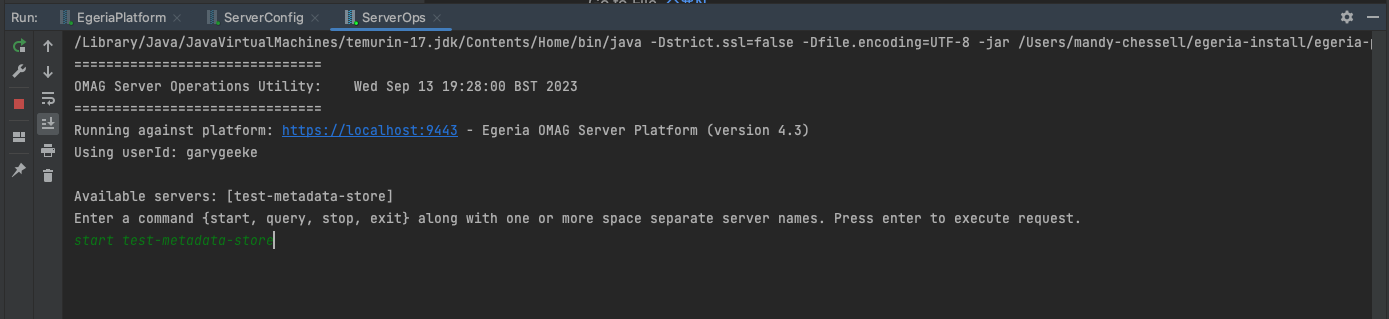 Run: EgeriaPlatform ServerConfig ServerOps
/Library/Java/JavaVirtualMachines/temurin-17.jdk/Contents/Home/bin/java -Dstrict.ssl=false -Dfile.encoding=UTF-8 -jar /Users/mandy-chessell/egeria-install/egeria-p
===============================
OMAG Server Operations Utility:    Wed Sep 13 19:28:00 BST 2023
===============================
Running against platform: https://localhost:9443 - Egeria OMAG Server Platform (version 4.3)
Using userId: garygeeke
Available servers: [test-metadata-store]
Enter a command {start, query, stop, exit} along with one or more space separate server names. Press enter to execute request.
start test-metadata-store